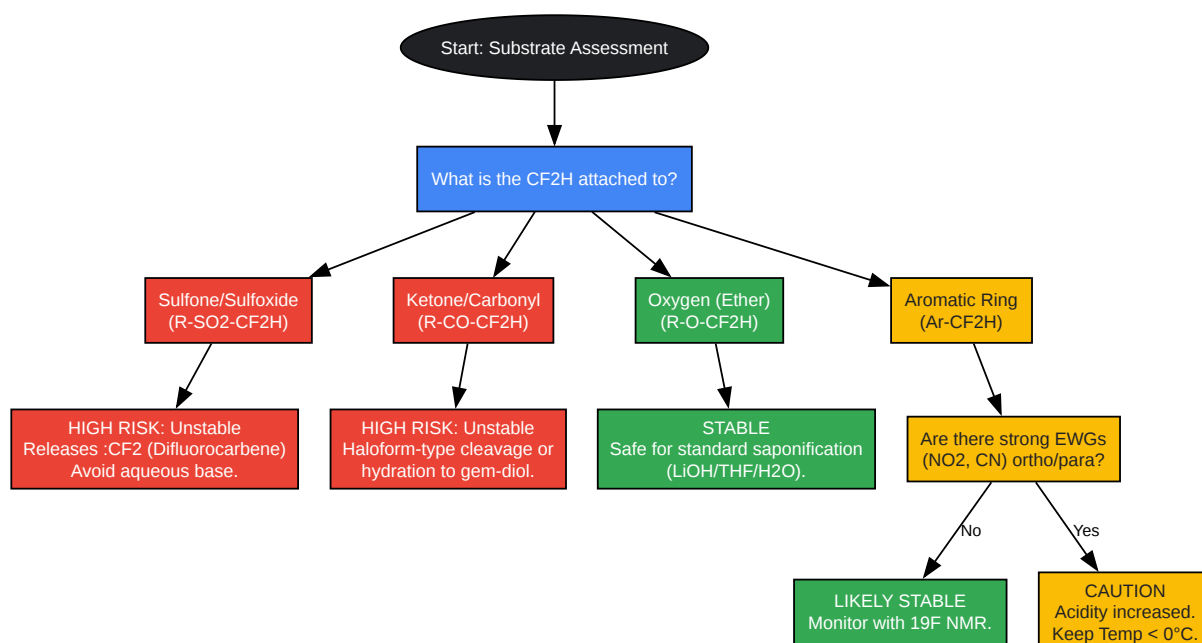 Start: Substrate Assessment
What is the CF2H attached to?
Sulfone/Sulfoxide
(R-SO2-CF2H)
Ketone/Carbonyl
(R-CO-CF2H)
Oxygen (Ether)
(R-O-CF2H)
Aromatic Ring
(Ar-CF2H)
HIGH RISK: Unstable
Releases :CF2 (Difluorocarbene)
Avoid aqueous base.
HIGH RISK: Unstable
Haloform-type cleavage or
hydration to gem-diol.
STABLE
Safe for standard saponification
(LiOH/THF/H2O).
Are there strong EWGs
(NO2, CN) ortho/para?
No
Yes
LIKELY STABLE
Monitor with 19F NMR.
CAUTION
Acidity increased.
Keep Temp < 0°C.